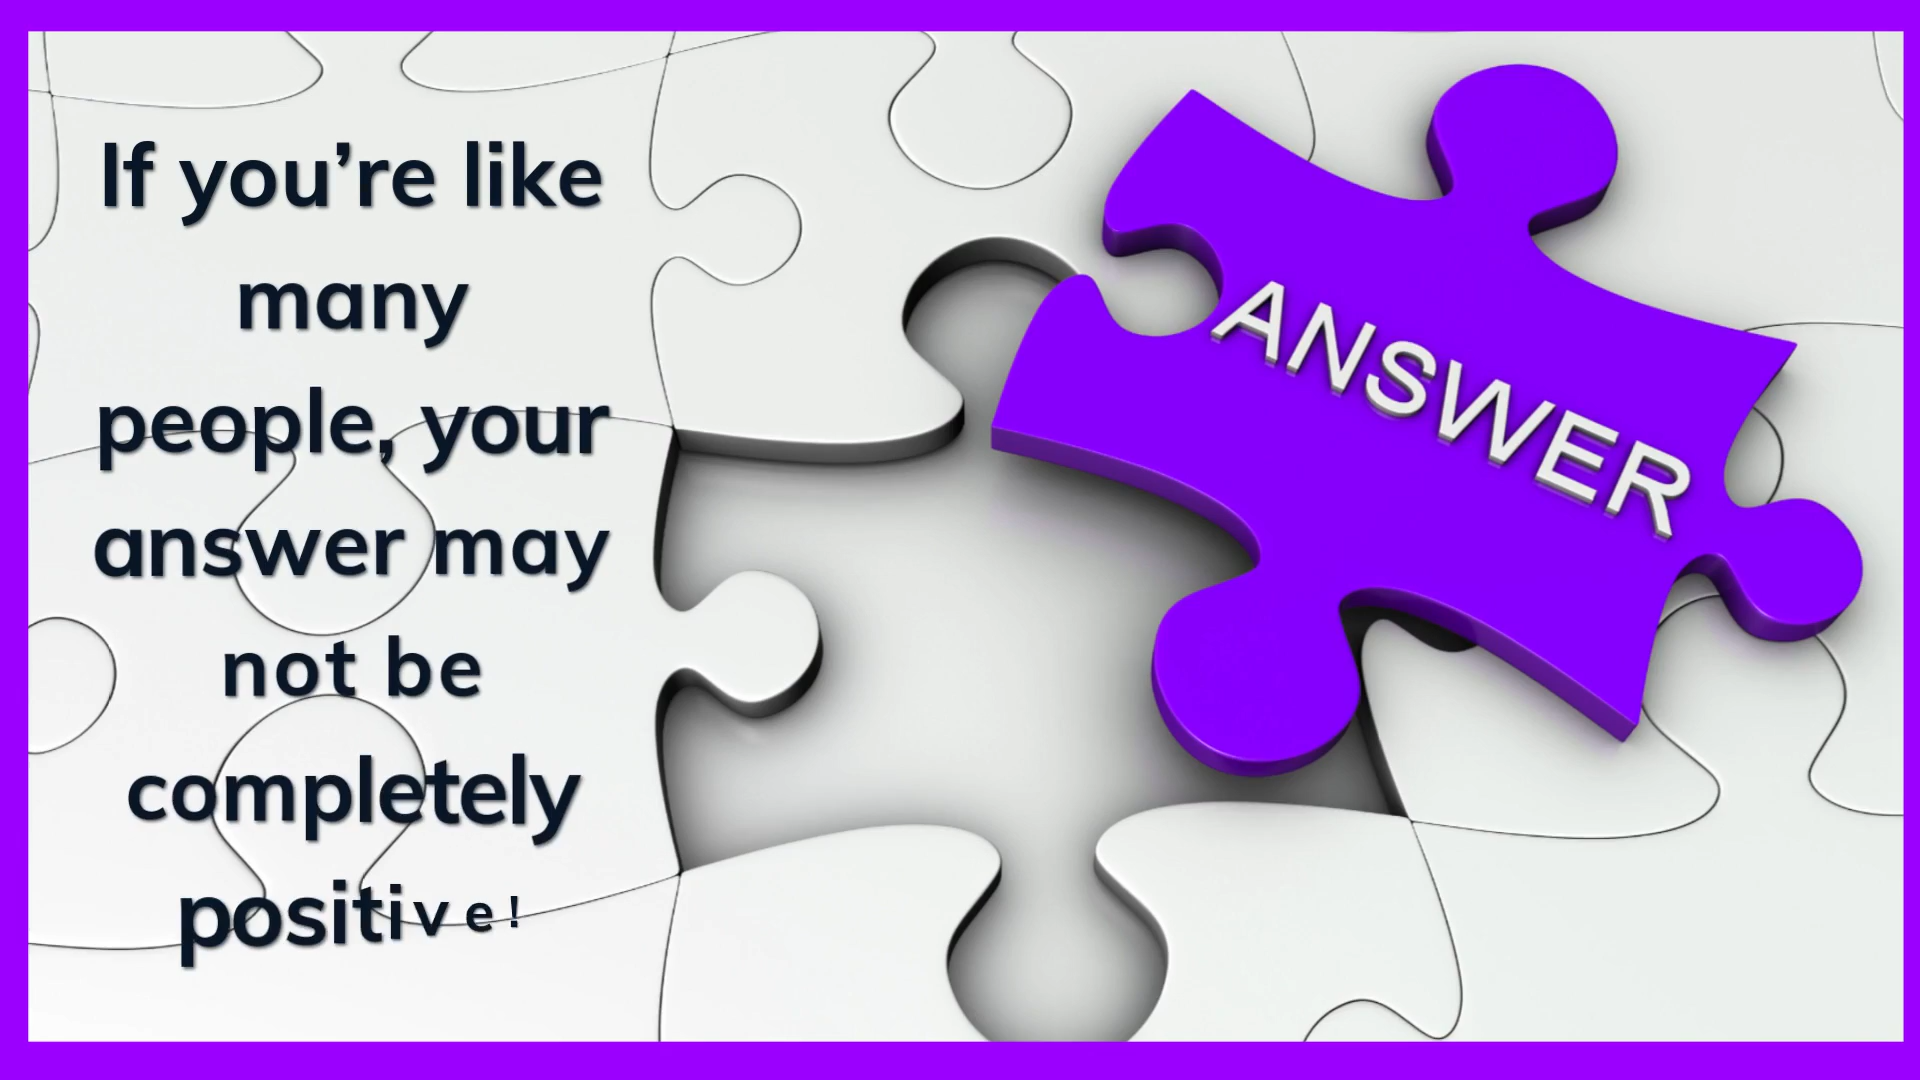 If you’re like
many
people, your
answer may
not be
completely
positive!
ANSWER